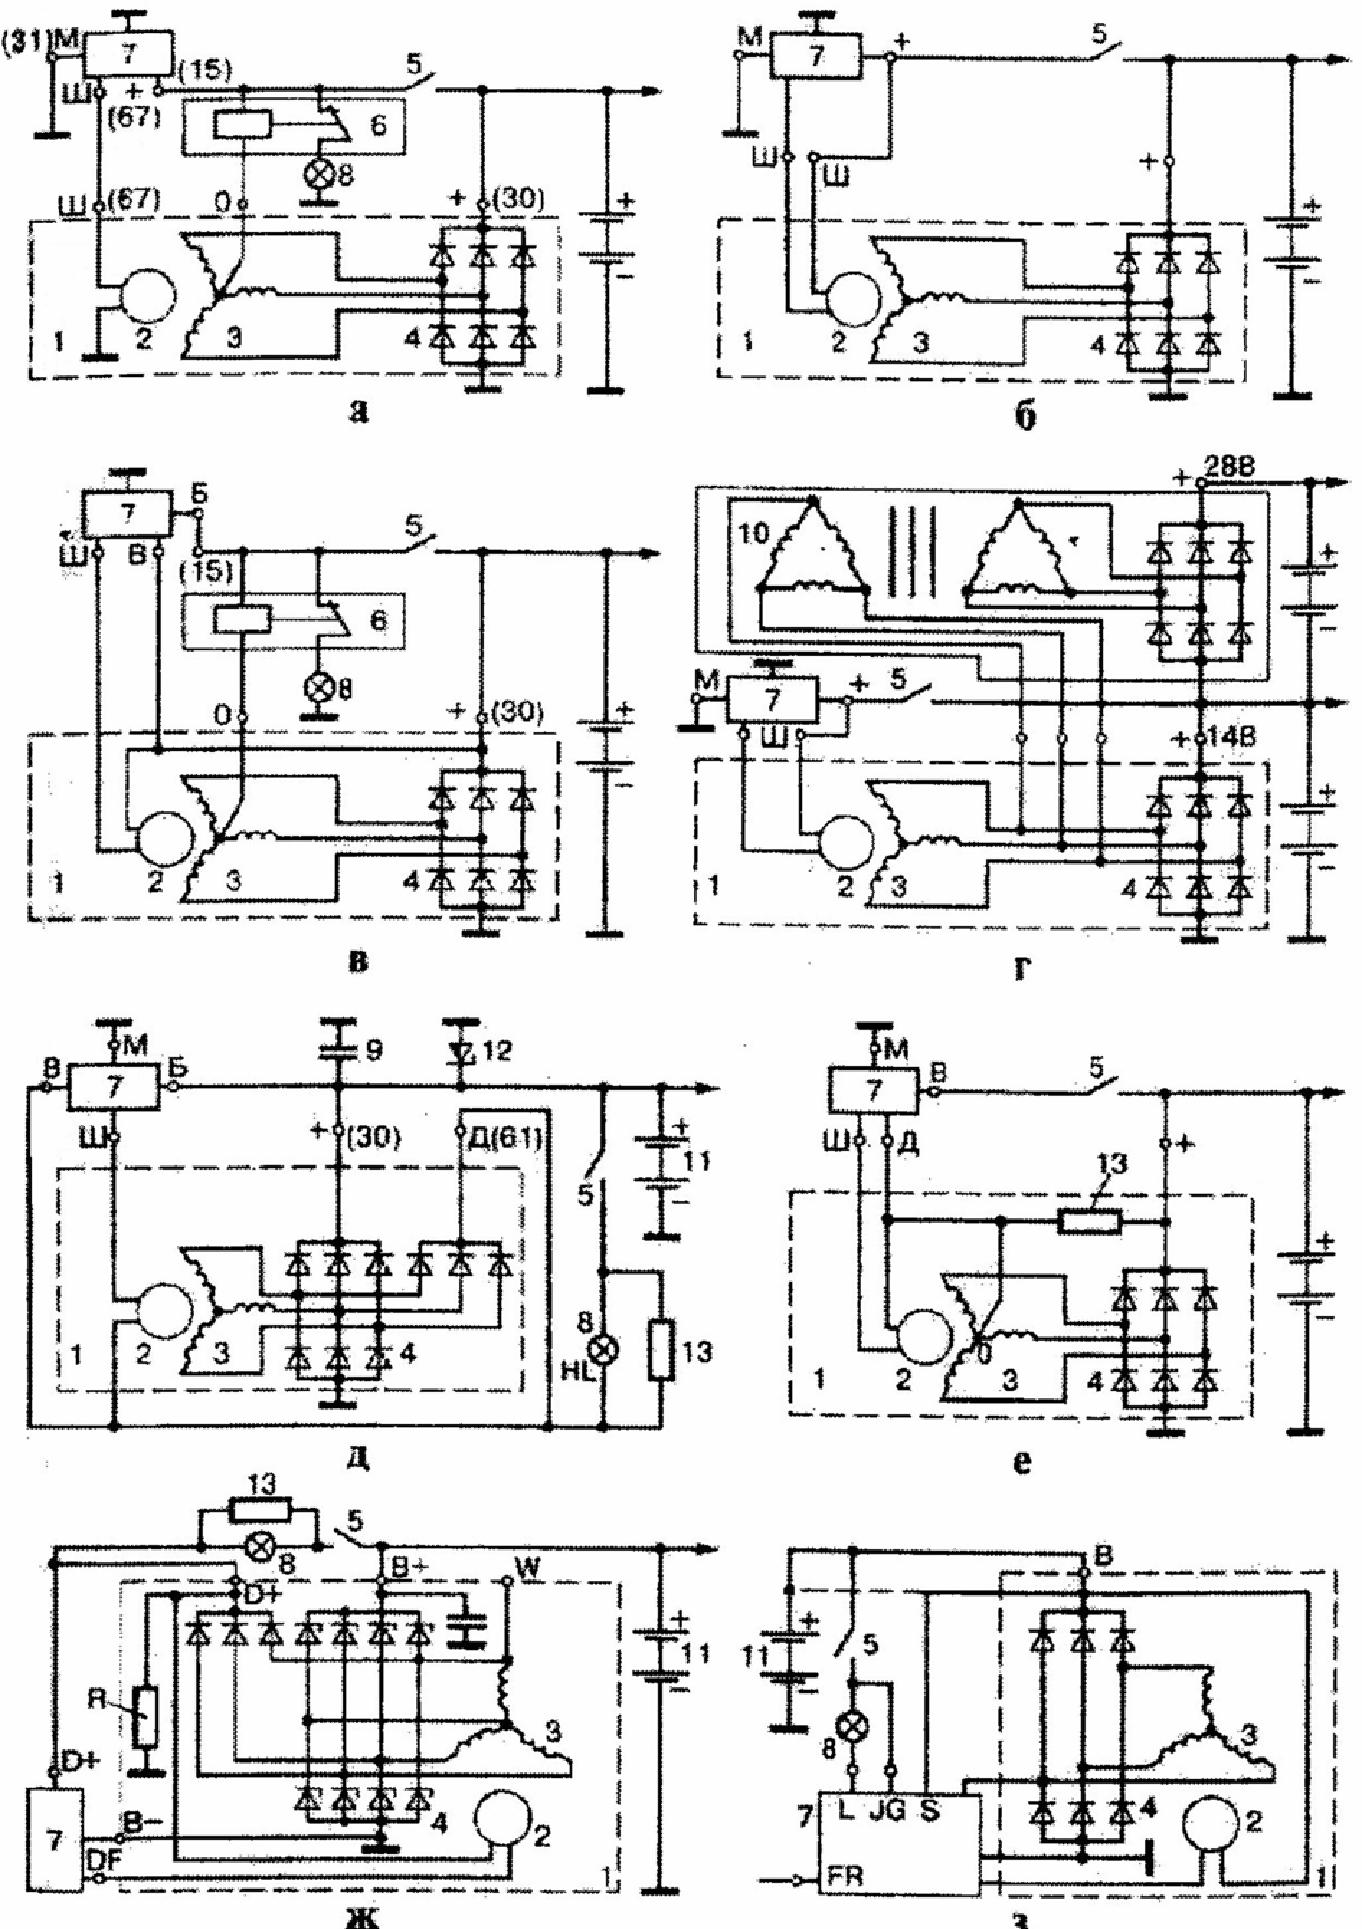 (31) М 7 (15) 5
Ш + (67) 6
8
Ш (67) 0 + (30) +
-
1 2 3 4
а
М 7 + 5
Ш Ш + +
-
1 2 3 4
б
7 Б 5
Ш В (15) 6
8
0 + (30) +
-
1 2 3 4
в
+ 28В
10 +
-
М 7 + 5
Ш + 14В
+
-
1 2 3 4
г
М 9 12
В 7 Б
Ш + (30) Д(61) + 11
5 -
8
HL 13
1 2 3 4
д
М
7 В 5
Ш Д +
13
+
-
0
1 2 3 4
е
13
5
8 B+ W
D+
+
11
-
R
3
D+
4 2
7 B-
DF 1
ж
B
+
5
11
-
8 3
7 L JG S 4 2
FR 1
з